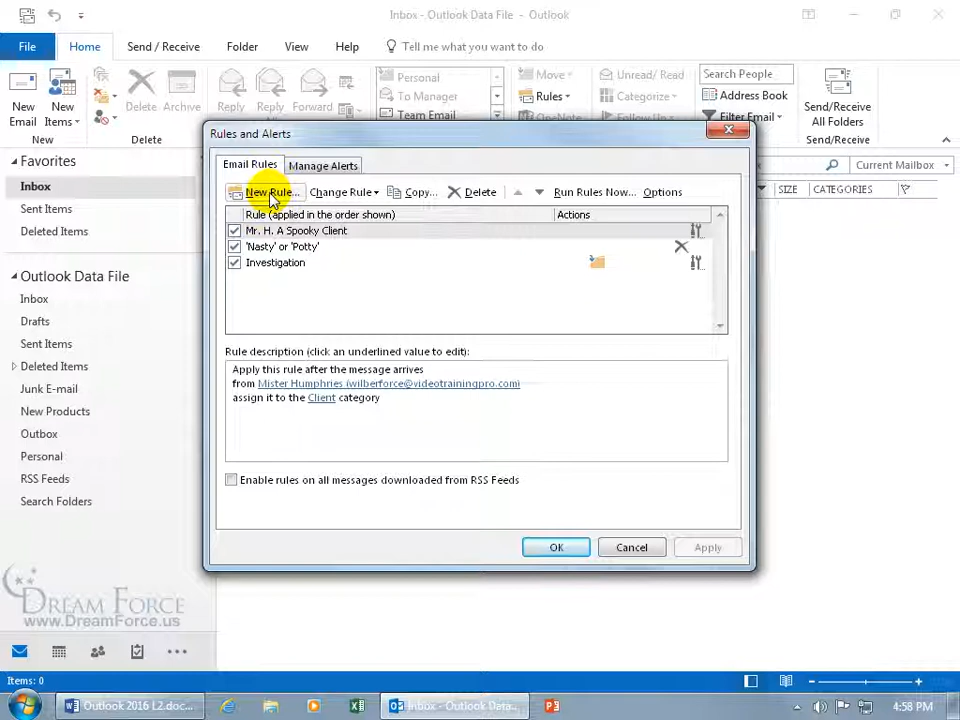 Inbox - Outlook Data File - Outlook
File
Home
Send / Receive
Folder
View
Help
Tell me what you want to do
New Email
New Items
New
Delete
Archive
Delete
Reply
Reply
Forward
Personal
To Manager
Team Email
Move
Rules
OneNote
Unread/ Read
Categorize
Follow Up
Search People
Address Book
Filter Email
Send/Receive All Folders
Send/Receive
Favorites
Inbox
Sent Items
Deleted Items
Outlook Data File
Inbox
Drafts
Sent Items
Deleted Items
Junk E-mail
New Products
Outbox
Personal
RSS Feeds
Search Folders
Current Mailbox
SIZE
CATEGORIES
Rules and Alerts
Email Rules
Manage Alerts
New Rule...
Change Rule
Copy...
Delete
Run Rules Now...
Options
Rule (applied in the order shown)
Actions
Mr. H. A Spooky Client
'Nasty' or 'Potty'
Investigation
Rule description (click an underlined value to edit):
Apply this rule after the message arrives
from Mister Humphries (wilberforce@videotrainingpro.com)
assign it to the Client category
Enable rules on all messages downloaded from RSS Feeds
OK
Cancel
Apply
DREAM FORCE
www.DreamForce.us
Items: 0
Outlook 2016 L2.doc...
Inbox - Outlook Data...
4:58 PM